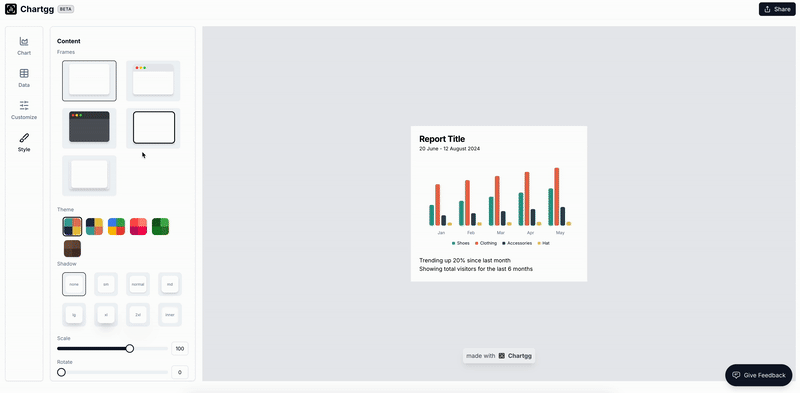 Chartgg BETA
Share
Chart
Data
Customize
Style
Content
Frames
Theme
Shadow
none
sm
normal
md
lg
xl
2xl
inner
Scale
100
Rotate
0
Report Title
20 June - 12 August 2024
Jan Feb Mar Apr May
Shoes Clothing Accessories Hat
Trending up 20% since last month
Showing total visitors for the last 6 months
made with Chartgg
Give Feedback